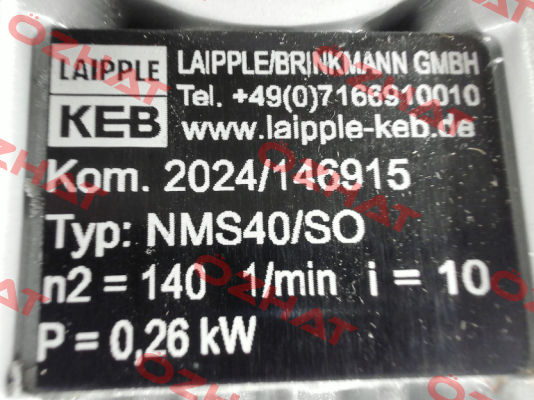 LAIPPLE
KEB
LAIPPLE/BRINKMANN GMBH
Tel. +49(0)7166910010
www.laipple-keb.de
Kom. 2024/146915
Typ: NMS40/SO
n2 = 140 1/min i = 10
P = 0,26 kW
OZHAT